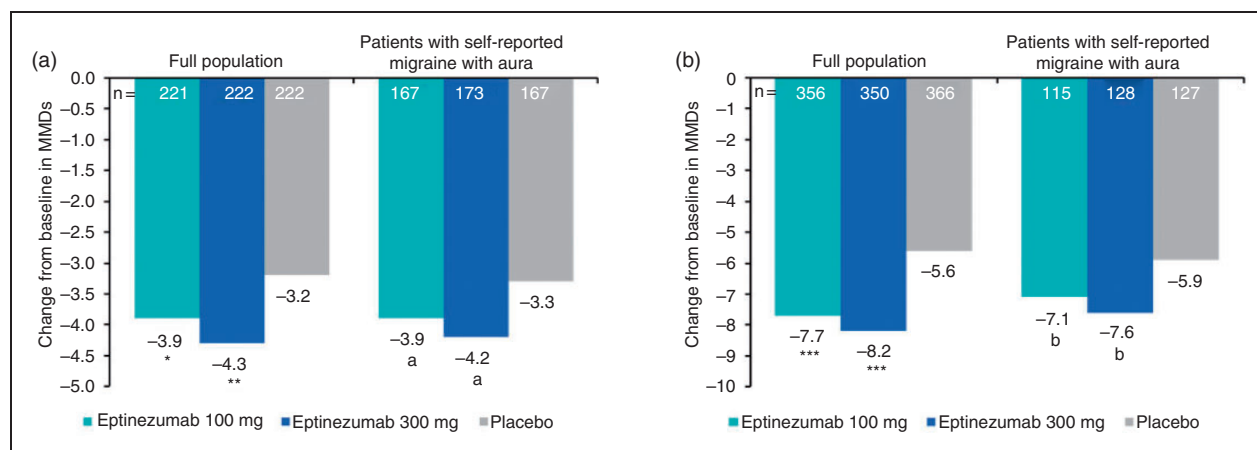 (a)
Full population
Patients with self-reported
migraine with aura
Change from baseline in MMDs
0.0
–0.5
–1.0
–1.5
–2.0
–2.5
–3.0
–3.5
–4.0
–4.5
–5.0
n= 221 222 222 167 173 167
–3.9
*
–4.3
**
–3.2
–3.9
a
–4.2
a
–3.3
Eptinezumab 100 mg Eptinezumab 300 mg Placebo
(b)
Full population
Patients with self-reported
migraine with aura
Change from baseline in MMDs
0
–1
–2
–3
–4
–5
–6
–7
–8
–9
–10
n= 356 350 366 115 128 127
–7.7
***
–8.2
***
–5.6
–7.1
b
–7.6
b
–5.9
Eptinezumab 100 mg Eptinezumab 300 mg Placebo